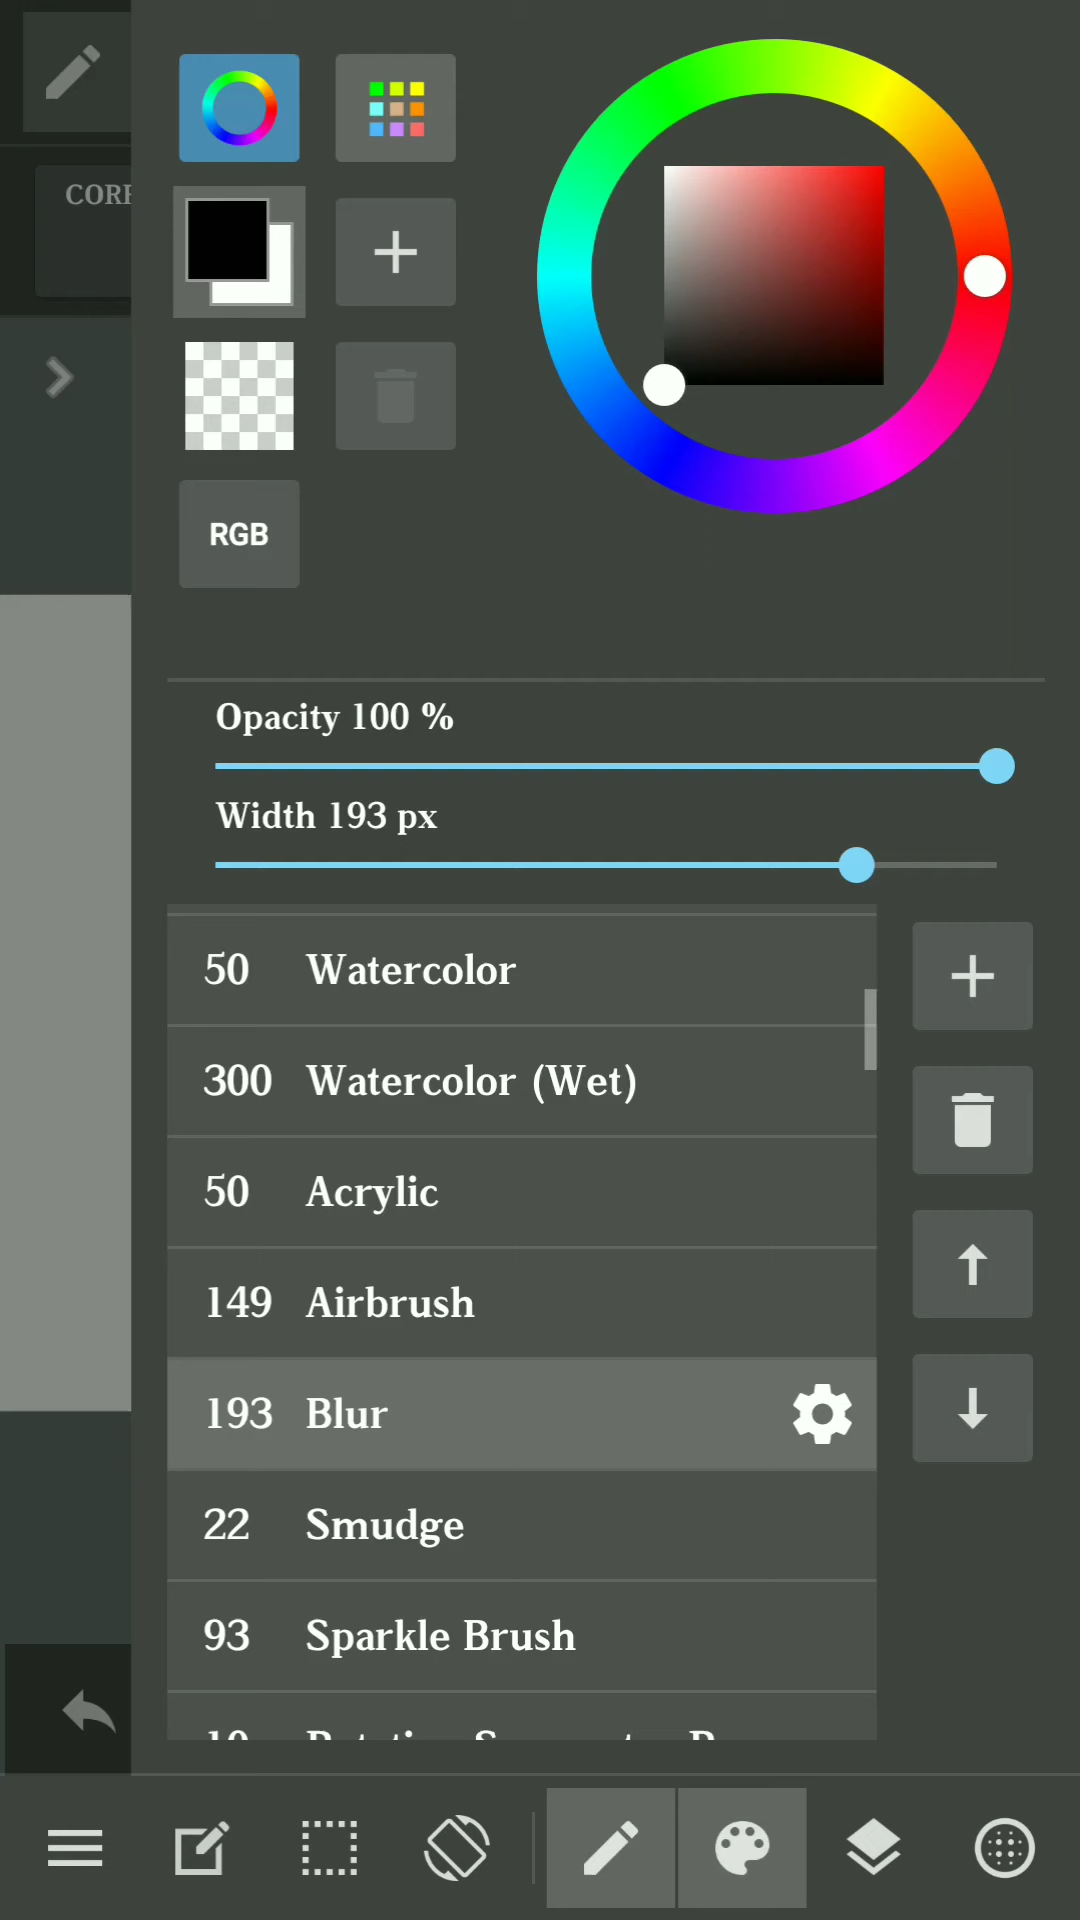 CORR
RGB
Opacity 100 %
Width 193 px
50 Watercolor
300 Watercolor (Wet)
50 Acrylic
149 Airbrush
193 Blur
22 Smudge
93 Sparkle Brush